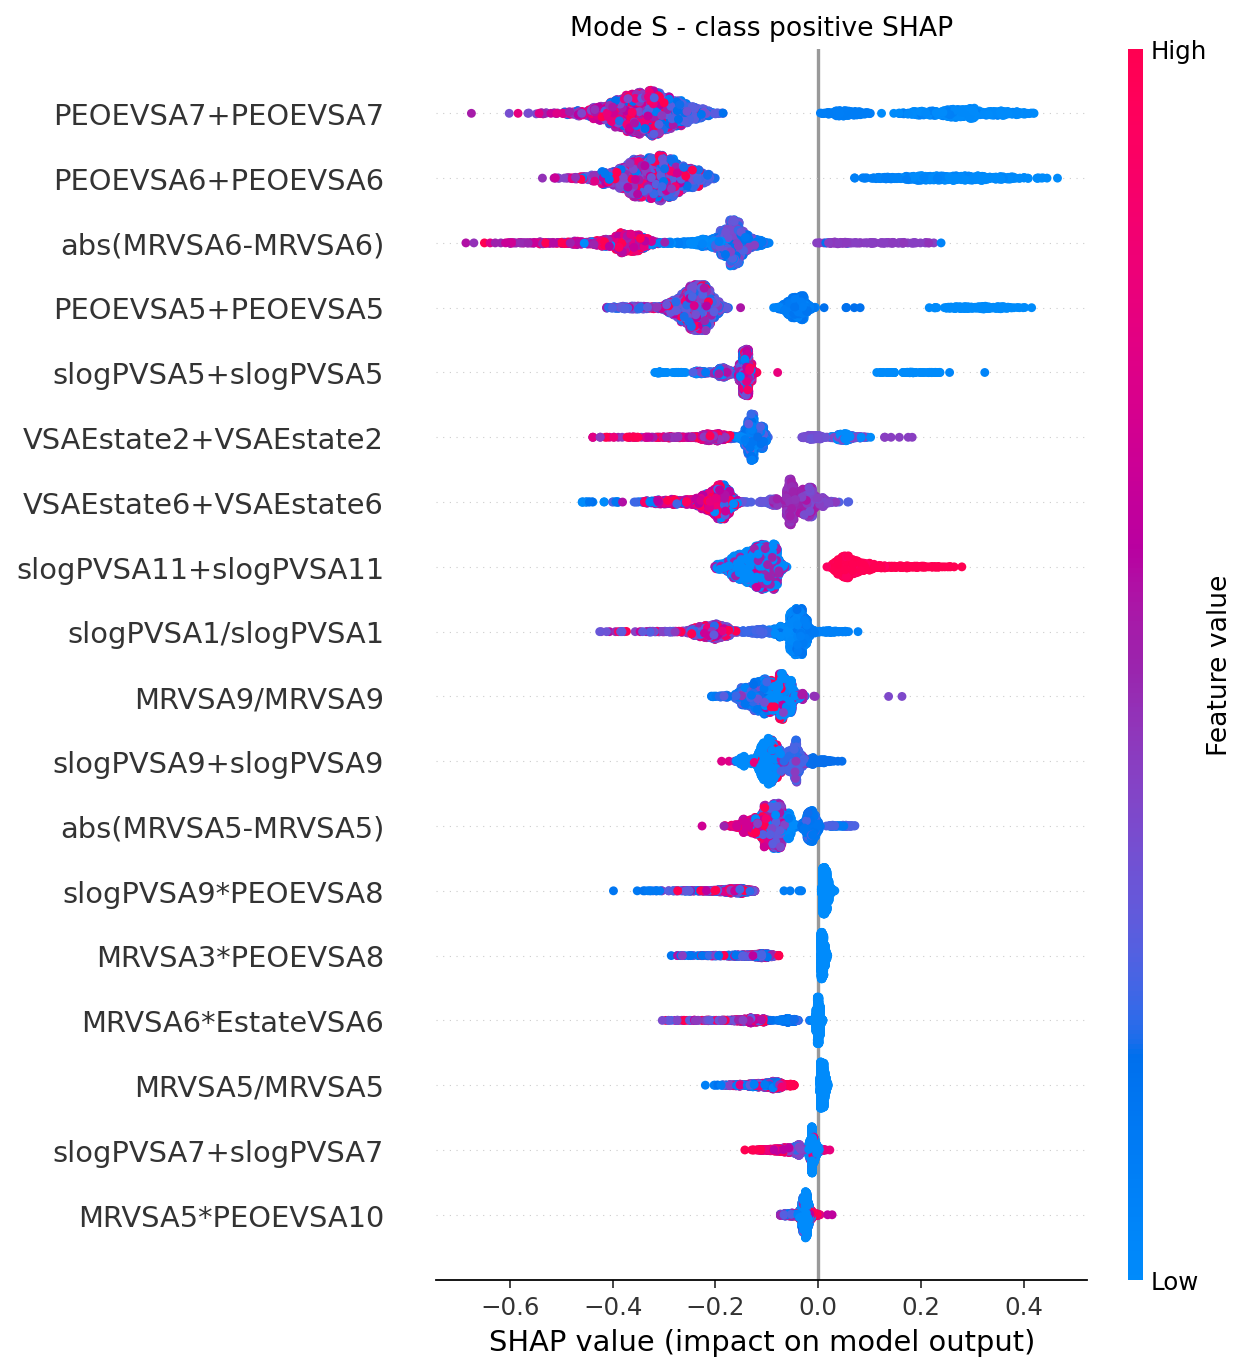 Mode S - class positive SHAP
High
PEOEVSA7+PEOEVSA7
PEOEVSA6+PEOEVSA6
abs(MRVSA6-MRVSA6)
PEOEVSA5+PEOEVSA5
slogPVSA5+slogPVSA5
VSAEstate2+VSAEstate2
VSAEstate6+VSAEstate6
slogPVSA11+slogPVSA11
slogPVSA1/slogPVSA1
MRVSA9/MRVSA9
slogPVSA9+slogPVSA9
abs(MRVSA5-MRVSA5)
slogPVSA9*PEOEVSA8
MRVSA3*PEOEVSA8
MRVSA6*EstateVSA6
MRVSA5/MRVSA5
slogPVSA7+slogPVSA7
MRVSA5*PEOEVSA10
Feature value
Low
−0.6 −0.4 −0.2 0.0 0.2 0.4
SHAP value (impact on model output)